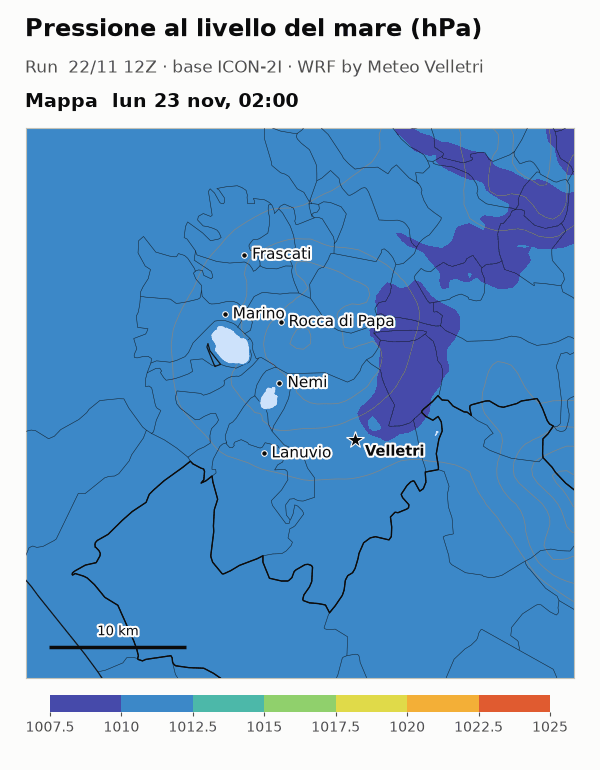 Pressione al livello del mare (hPa)
Run 22/11 12Z · base ICON-2I · WRF by Meteo Velletri
Mappa lun 23 nov, 02:00
Frascati
Marino
Rocca di Papa
Nemi
Velletri
Lanuvio
10 km
1007.5 1010 1012.5 1015 1017.5 1020 1022.5 1025